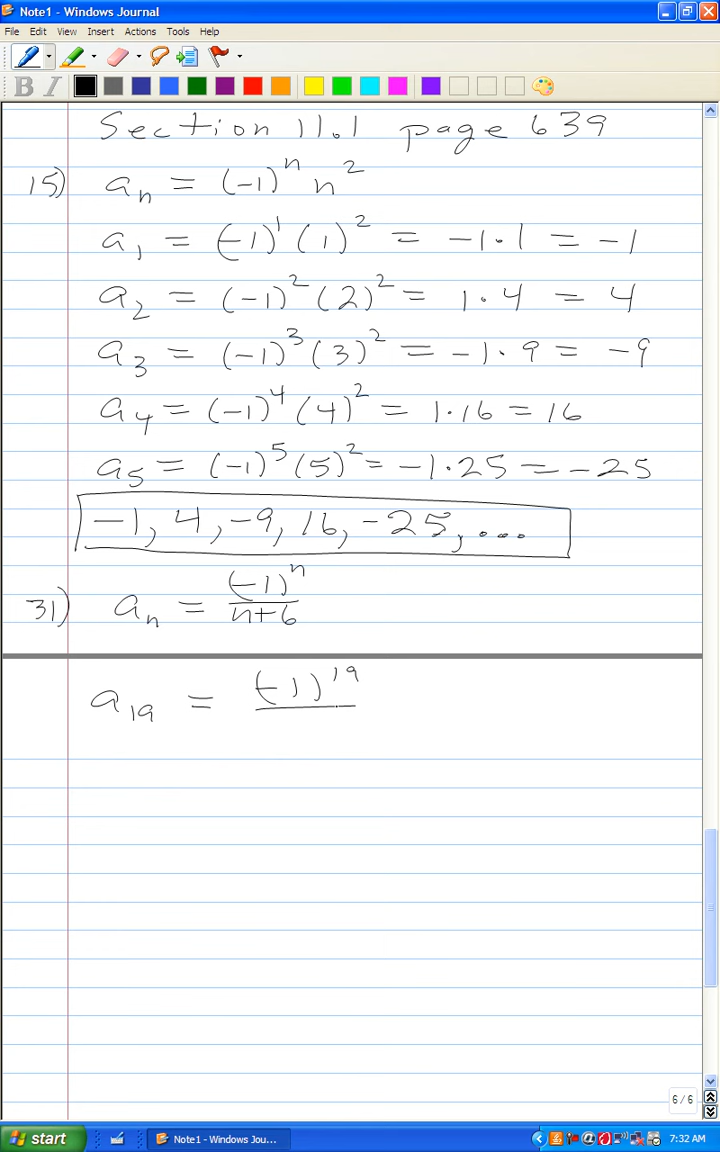 Note1 - Windows Journal
File Edit View Insert Actions Tools Help
B I
Section 11.1 page 639
15) aₙ = (-1)ⁿ n²
a₁ = (-1)¹ (1)² = -1·1 = -1
a₂ = (-1)² (2)² = 1·4 = 4
a₃ = (-1)³ (3)² = -1·9 = -9
a₄ = (-1)⁴ (4)² = 1·16 = 16
a₅ = (-1)⁵ (5)² = -1·25 = -25
-1, 4, -9, 16, -25, ...
31) aₙ = (-1)ⁿ / n+6
a₁₉ = (-1)¹⁹
6 / 6
start Note1 - Windows Jou... 7:32 AM